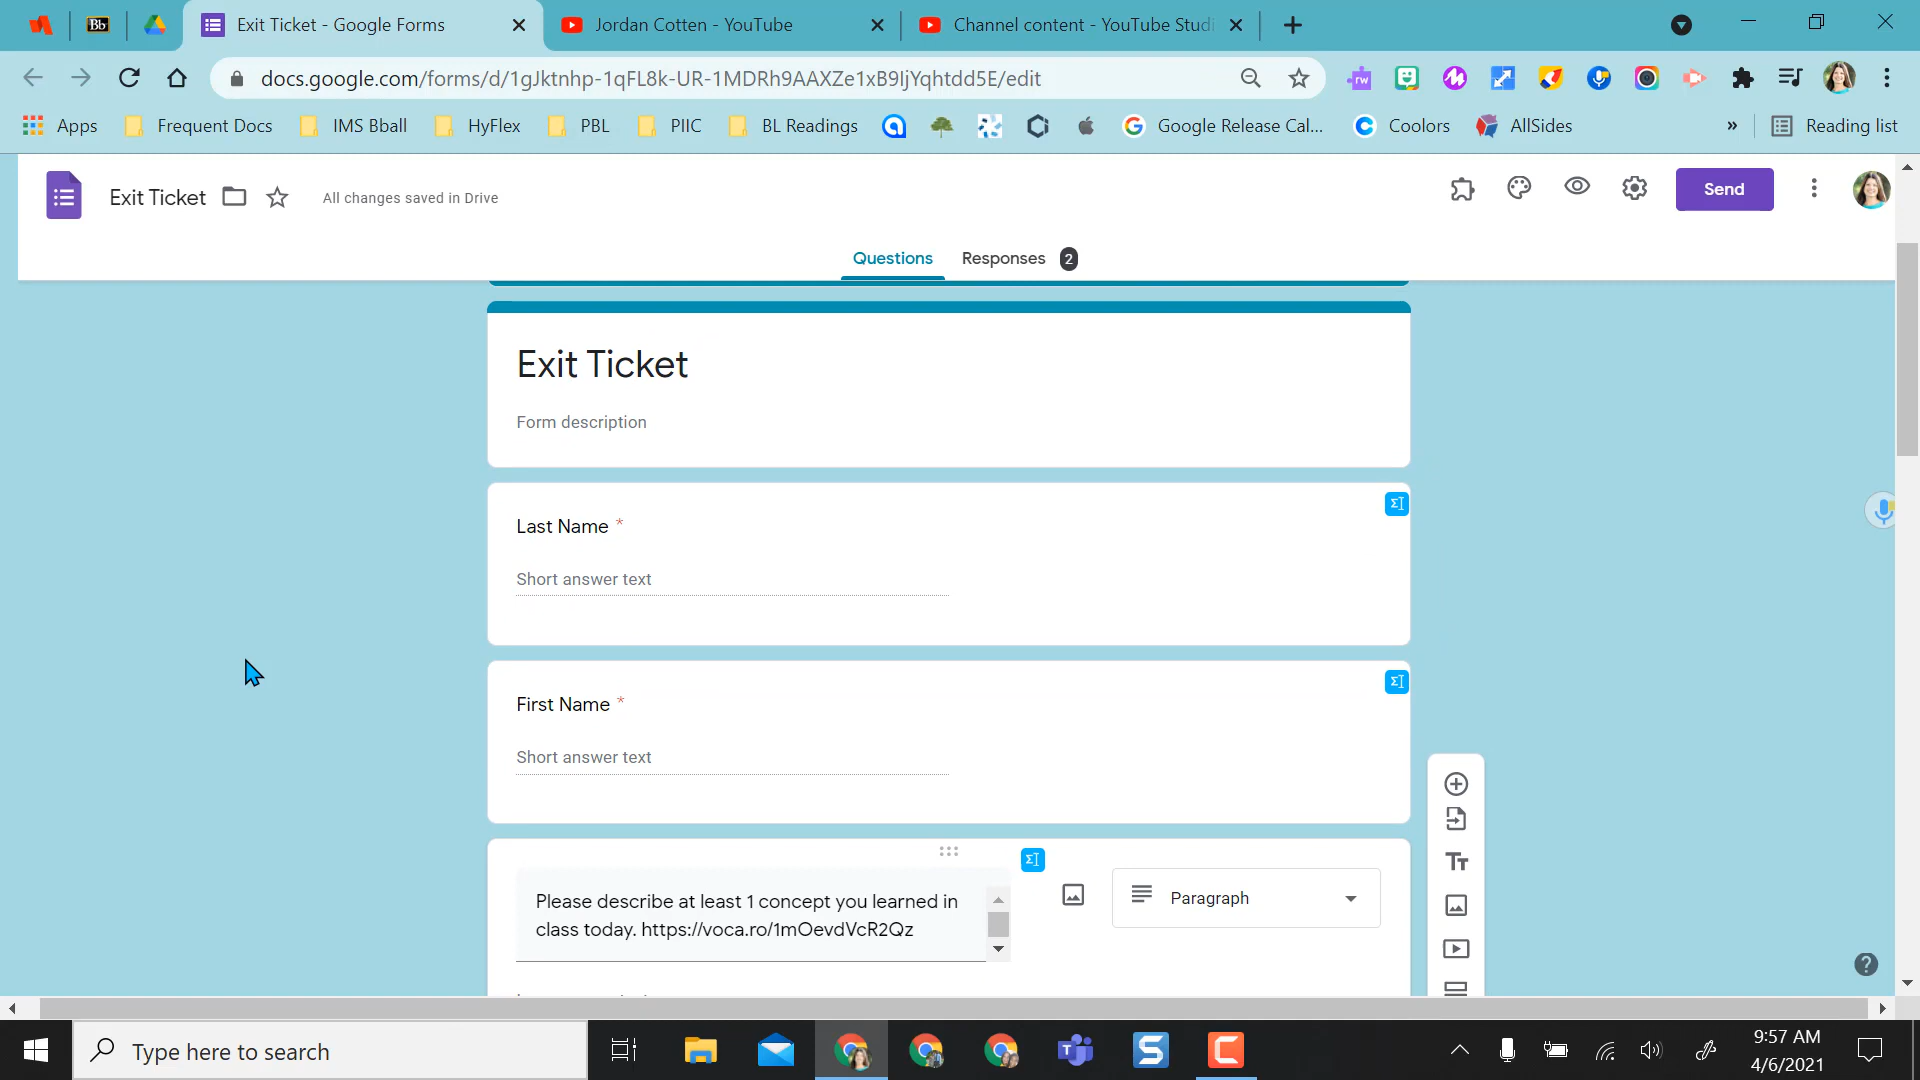 Bb
Exit Ticket - Google Forms
Jordan Cotten - YouTube
Channel content - YouTube Studi
docs.google.com/forms/d/1gJktnhp-1qFL8k-UR-1MDRh9AAXZe1xB9ljYqhtdd5E/edit
rw
Apps
Frequent Docs
IMS Bball
HyFlex
PBL
PIIC
BL Readings
Google Release Cal...
Coolors
AllSides
»
Reading list
Exit Ticket
All changes saved in Drive
Send
Questions
Responses 2
Exit Ticket
Form description
Last Name *
Short answer text
First Name *
Short answer text
Please describe at least 1 concept you learned in
class today. https://voca.ro/1mOevdVcR2Qz
Paragraph
Tт
Type here to search
9:57 AM
4/6/2021